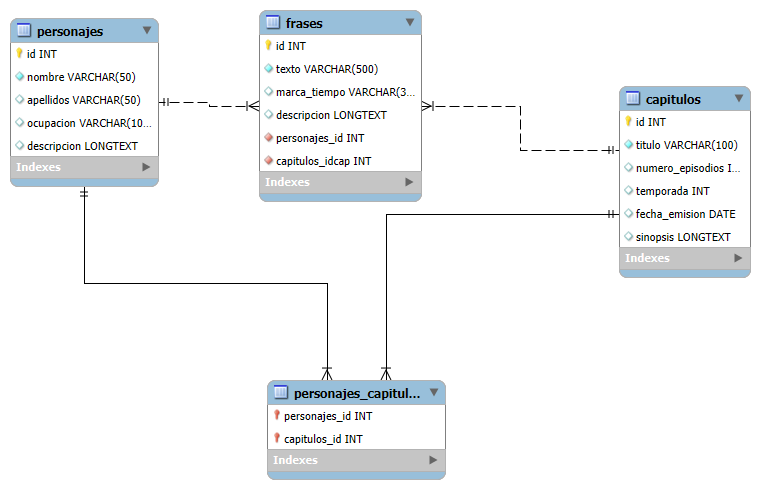 personajes
id INT
nombre VARCHAR(50)
apellidos VARCHAR(50)
ocupacion VARCHAR(10...
descripcion LONGTEXT
Indexes
frases
id INT
texto VARCHAR(500)
marca_tiempo VARCHAR(3...
descripcion LONGTEXT
personajes_id INT
capitulos_idcap INT
Indexes
capitulos
id INT
titulo VARCHAR(100)
numero_episodios I...
temporada INT
fecha_emision DATE
sinopsis LONGTEXT
Indexes
personajes_capitul...
personajes_id INT
capitulos_id INT
Indexes